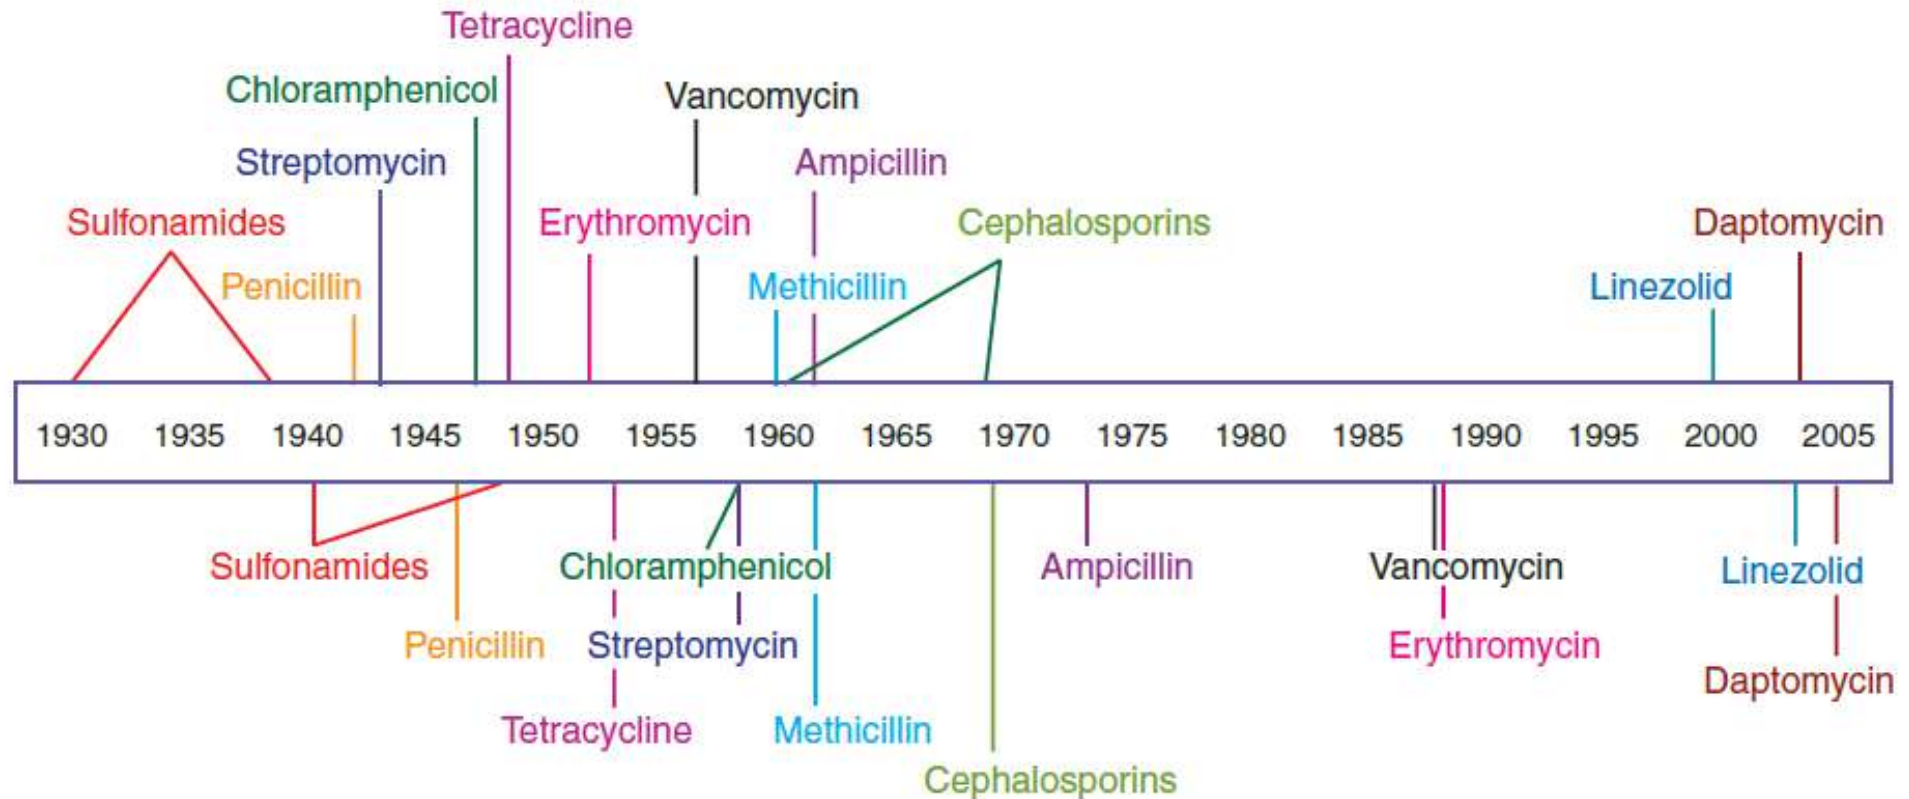 Tetracycline
Chloramphenicol
Vancomycin
Streptomycin
Ampicillin
Sulfonamides
Erythromycin
Cephalosporins
Daptomycin
Penicillin
Methicillin
Linezolid
1930 1935 1940 1945 1950 1955 1960 1965 1970 1975 1980 1985 1990 1995 2000 2005
Sulfonamides
Chloramphenicol
Ampicillin
Vancomycin
Linezolid
Penicillin
Streptomycin
Erythromycin
Daptomycin
Tetracycline
Methicillin
Cephalosporins